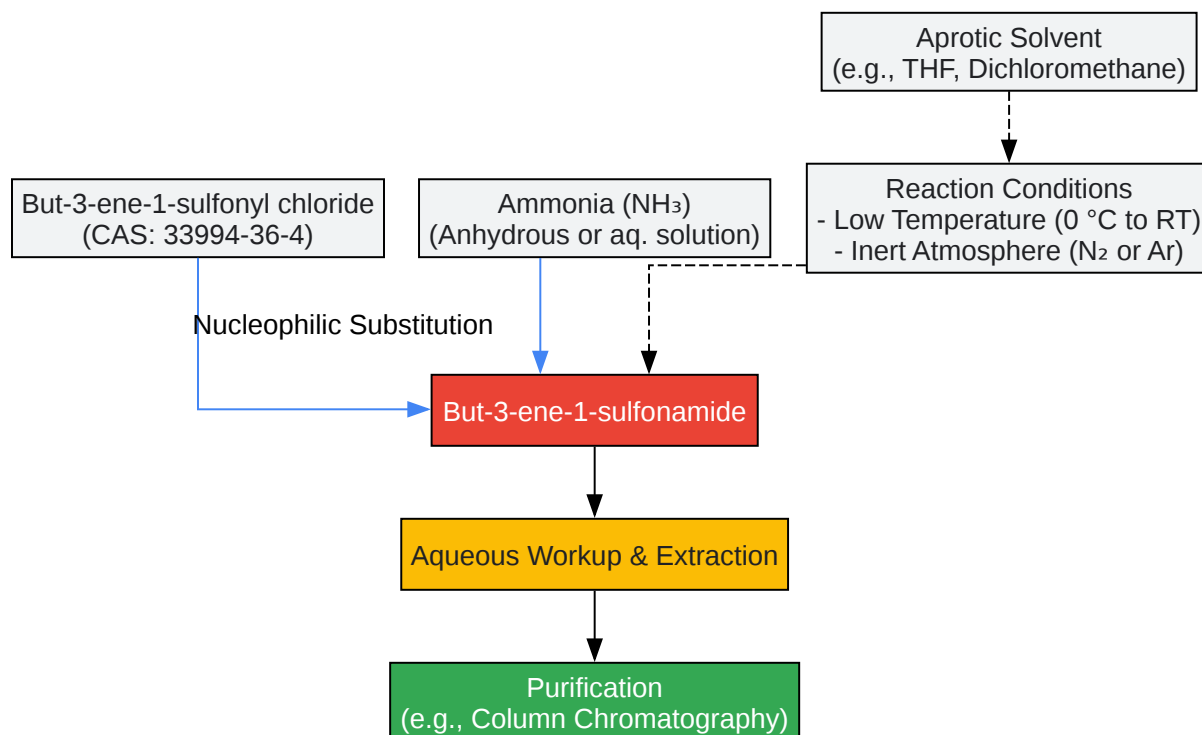 Aprotic Solvent
(e.g., THF, Dichloromethane)
But-3-ene-1-sulfonyl chloride
(CAS: 33994-36-4)
Ammonia (NH₃)
(Anhydrous or aq. solution)
Reaction Conditions
- Low Temperature (0 °C to RT)
- Inert Atmosphere (N₂ or Ar)
Nucleophilic Substitution
But-3-ene-1-sulfonamide
Aqueous Workup & Extraction
Purification
(e.g., Column Chromatography)